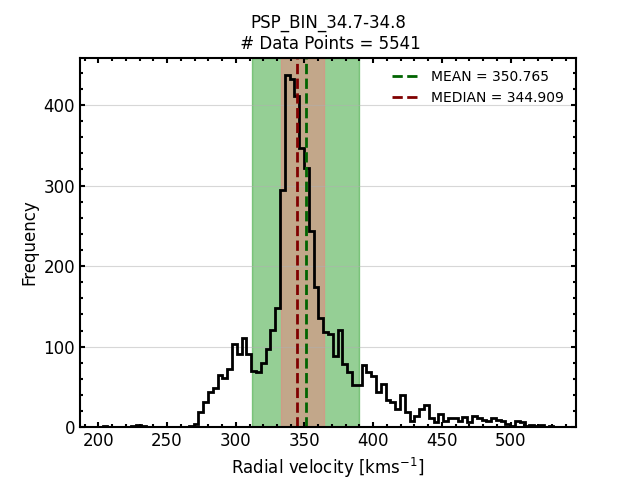 PSP_BIN_34.7-34.8
# Data Points = 5541
MEAN = 350.765
MEDIAN = 344.909
400
300
200
100
0
Frequency
200 250 300 350 400 450 500
Radial velocity [kms⁻¹]